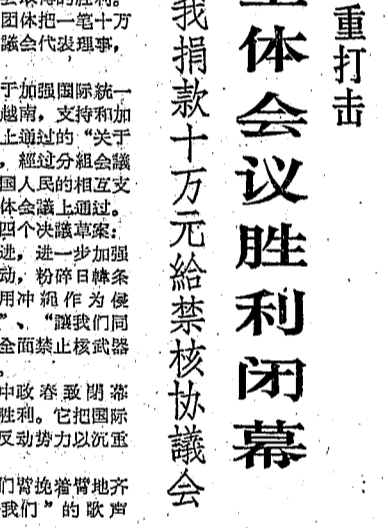 重打击
体会议胜利闭幕
我捐款十万元給禁核协議会
团体把一笔十万
議会代表理事，
于加强国际統一
越南，支持和加
上通过的“关于
，經过分組会議
国人民的相互支
体会議上通过。
四个决議草案：
进，进一步加强
动，粉碎日韓条
用冲繩作为侵
”、“讓我们同
全面禁止核武器
。
中政春致閉幕
胜利。它把国际
反动势力以沉重
们臂挽着臂地齐
我们”的歌声